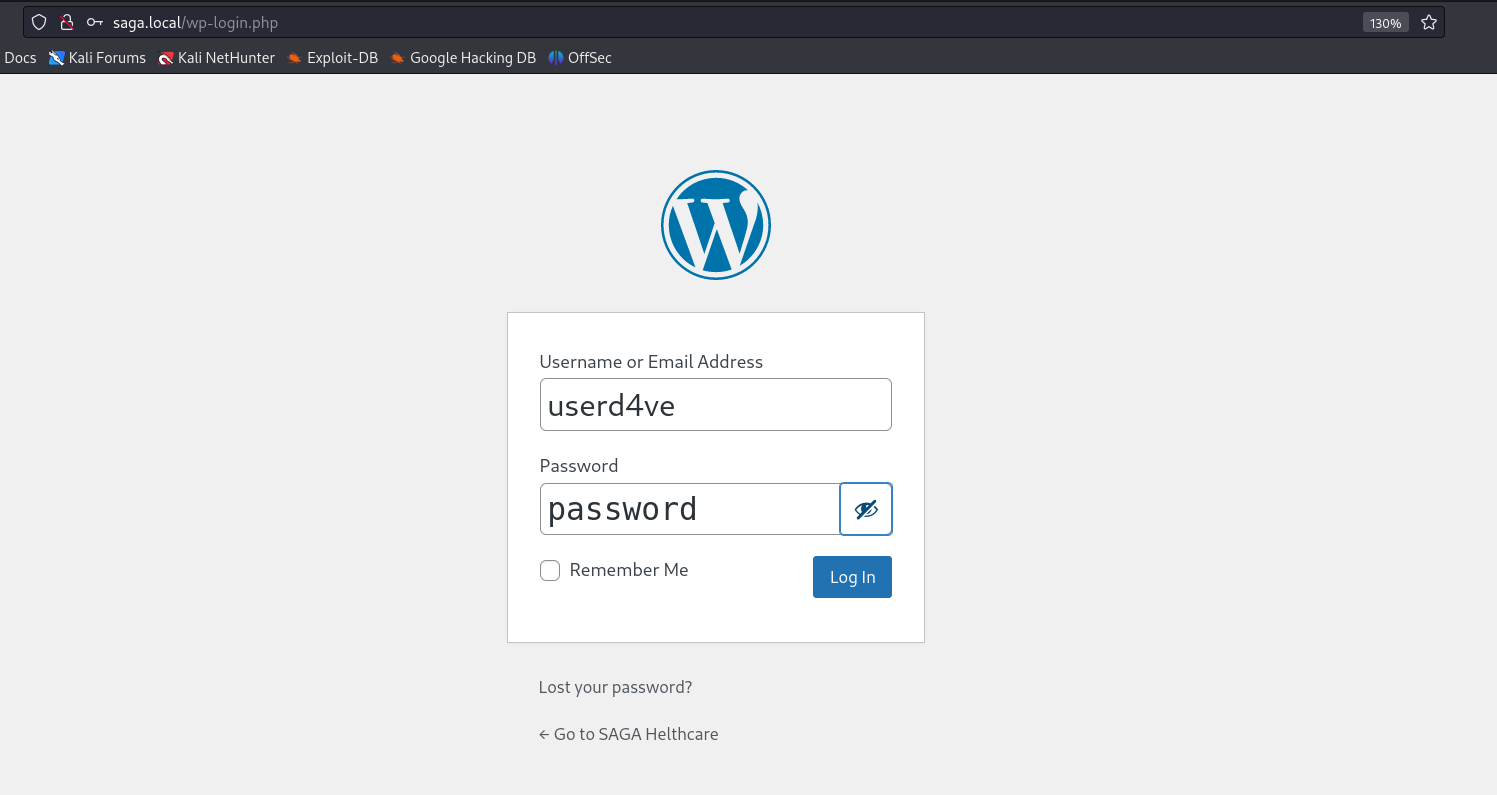 saga.local/wp-login.php 130%
Docs Kali Forums Kali NetHunter Exploit-DB Google Hacking DB OffSec
Username or Email Address
userd4ve
Password
password
Remember Me Log In
Lost your password?
← Go to SAGA Helthcare